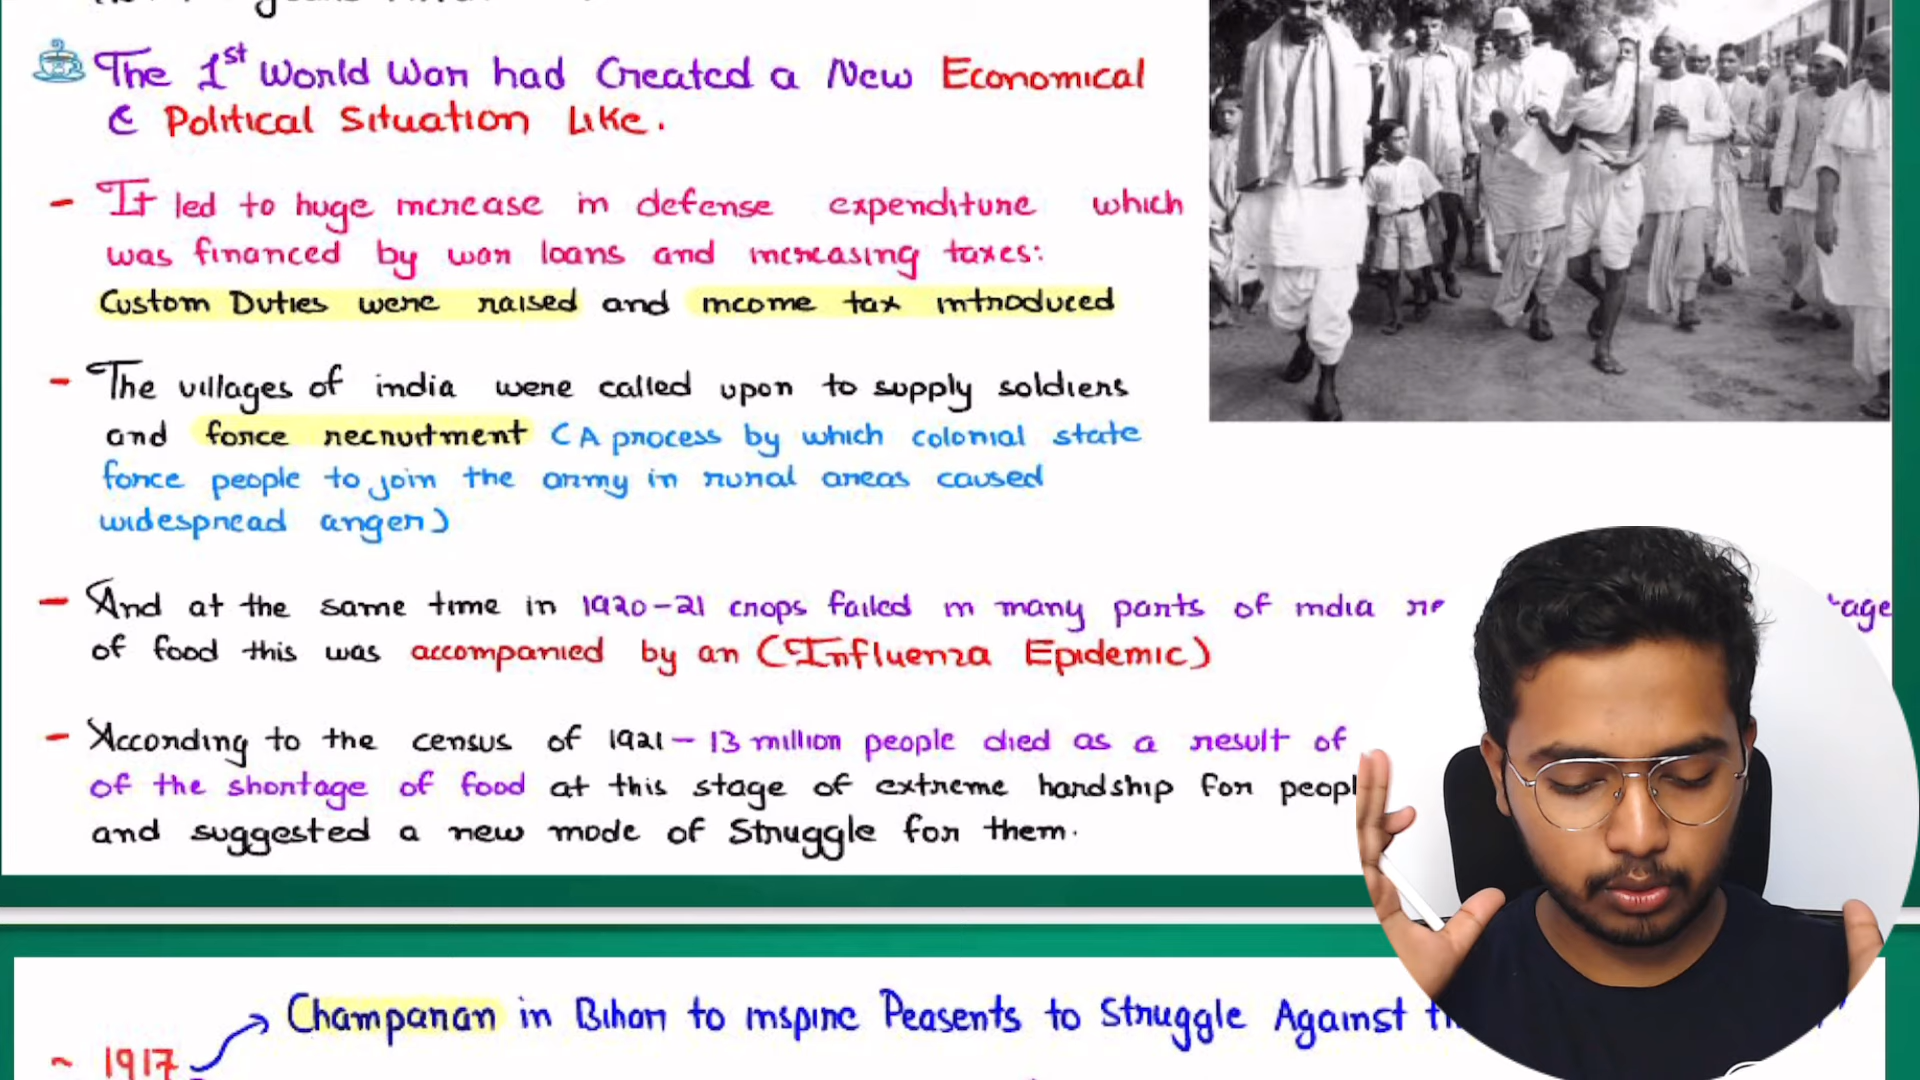 The 1st World War had Created a New Economical
& Political Situation Like.
- It led to huge increase in defense expenditure which
was financed by war loans and increasing taxes:
Custom Duties were raised and income tax introduced
- The villages of india were called upon to supply soldiers
and force recruitment (A process by which colonial state
force people to join the army in rural areas caused
widespread anger)
- And at the same time in 1920-21 crops failed in many parts of india
of food this was accompanied by an (Influenza Epidemic)
- According to the census of 1921 - 13 million people died as a result of
of the shortage of food at this stage of extreme hardship for
and suggested a new mode of Struggle for them.
Champaran in Bihar to inspire Peasents to Struggle Against
~ 1917